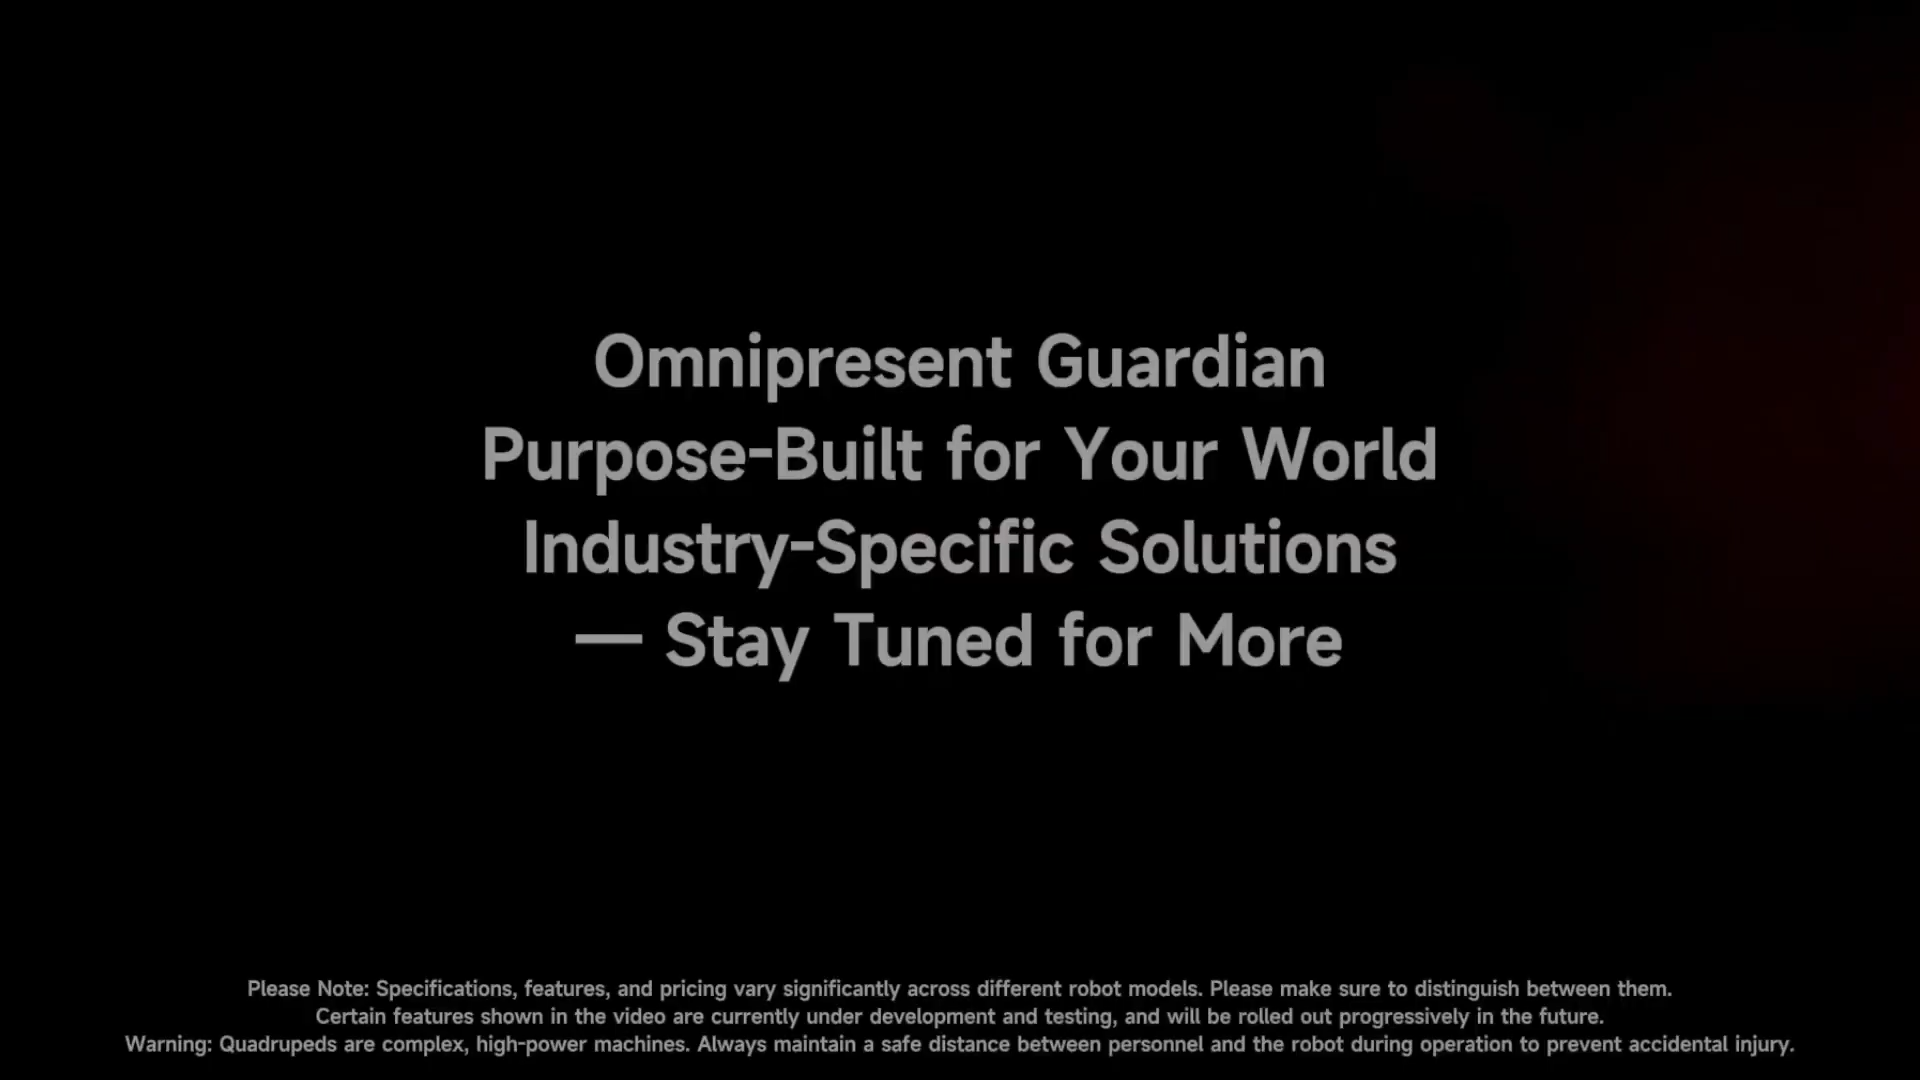 Omnipresent Guardian
Purpose-Built for Your World
Industry-Specific Solutions
— Stay Tuned for More
Please Note: Specifications, features, and pricing vary significantly across different robot models. Please make sure to distinguish between them.
Certain features shown in the video are currently under development and testing, and will be rolled out progressively in the future.
Warning: Quadrupeds are complex, high-power machines. Always maintain a safe distance between personnel and the robot during operation to prevent accidental injury.